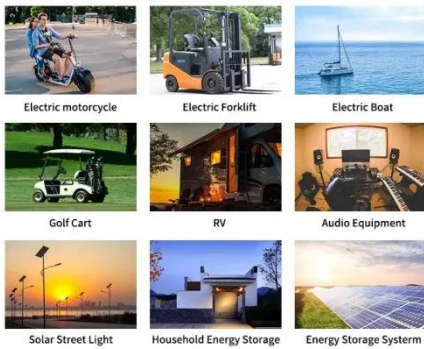 Electric motorcycle
Electric Forklift
Electric Boat
Golf Cart
RV
Audio Equipment
Solar Street Light
Household Energy Storage
Energy Storage Systerm